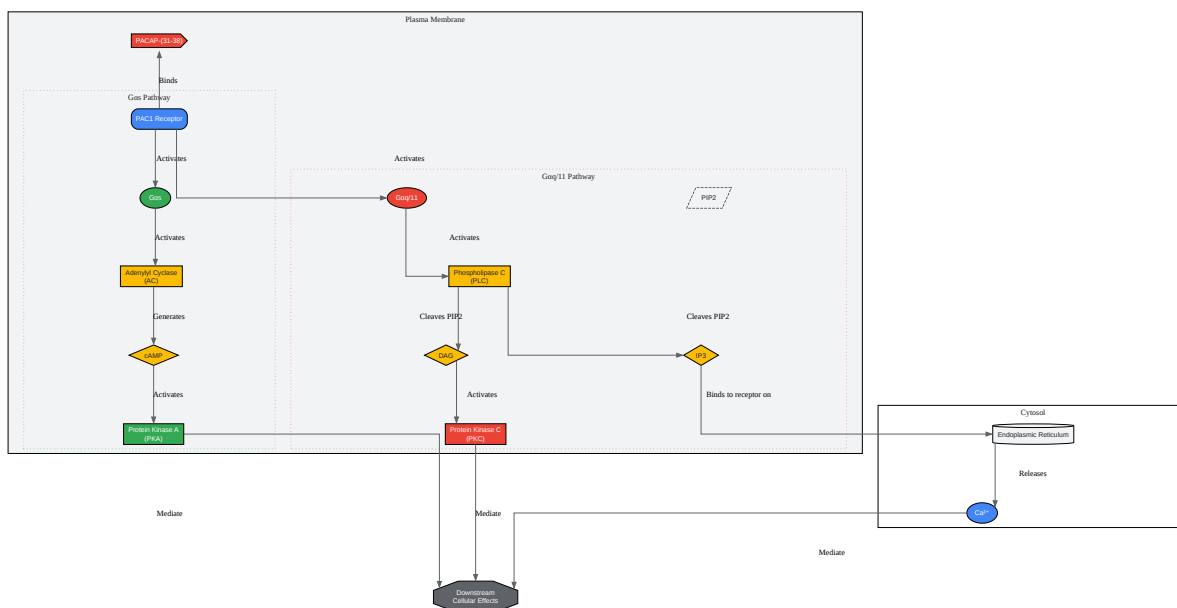 Plasma Membrane
PACAP-(31-38)
Binds
Gαs Pathway
PAC1 Receptor
Activates
Activates
Gαq/11 Pathway
Gαs
Gαq/11
PIP2
Activates
Activates
Adenylyl Cyclase
(AC)
Phospholipase C
(PLC)
Generates
Cleaves PIP2
Cleaves PIP2
cAMP
DAG
IP3
Activates
Activates
Binds to receptor on
Cytosol
Protein Kinase A
(PKA)
Protein Kinase C
(PKC)
Endoplasmic Reticulum
Releases
Mediate
Mediate
Ca²⁺
Mediate
Downstream
Cellular Effects